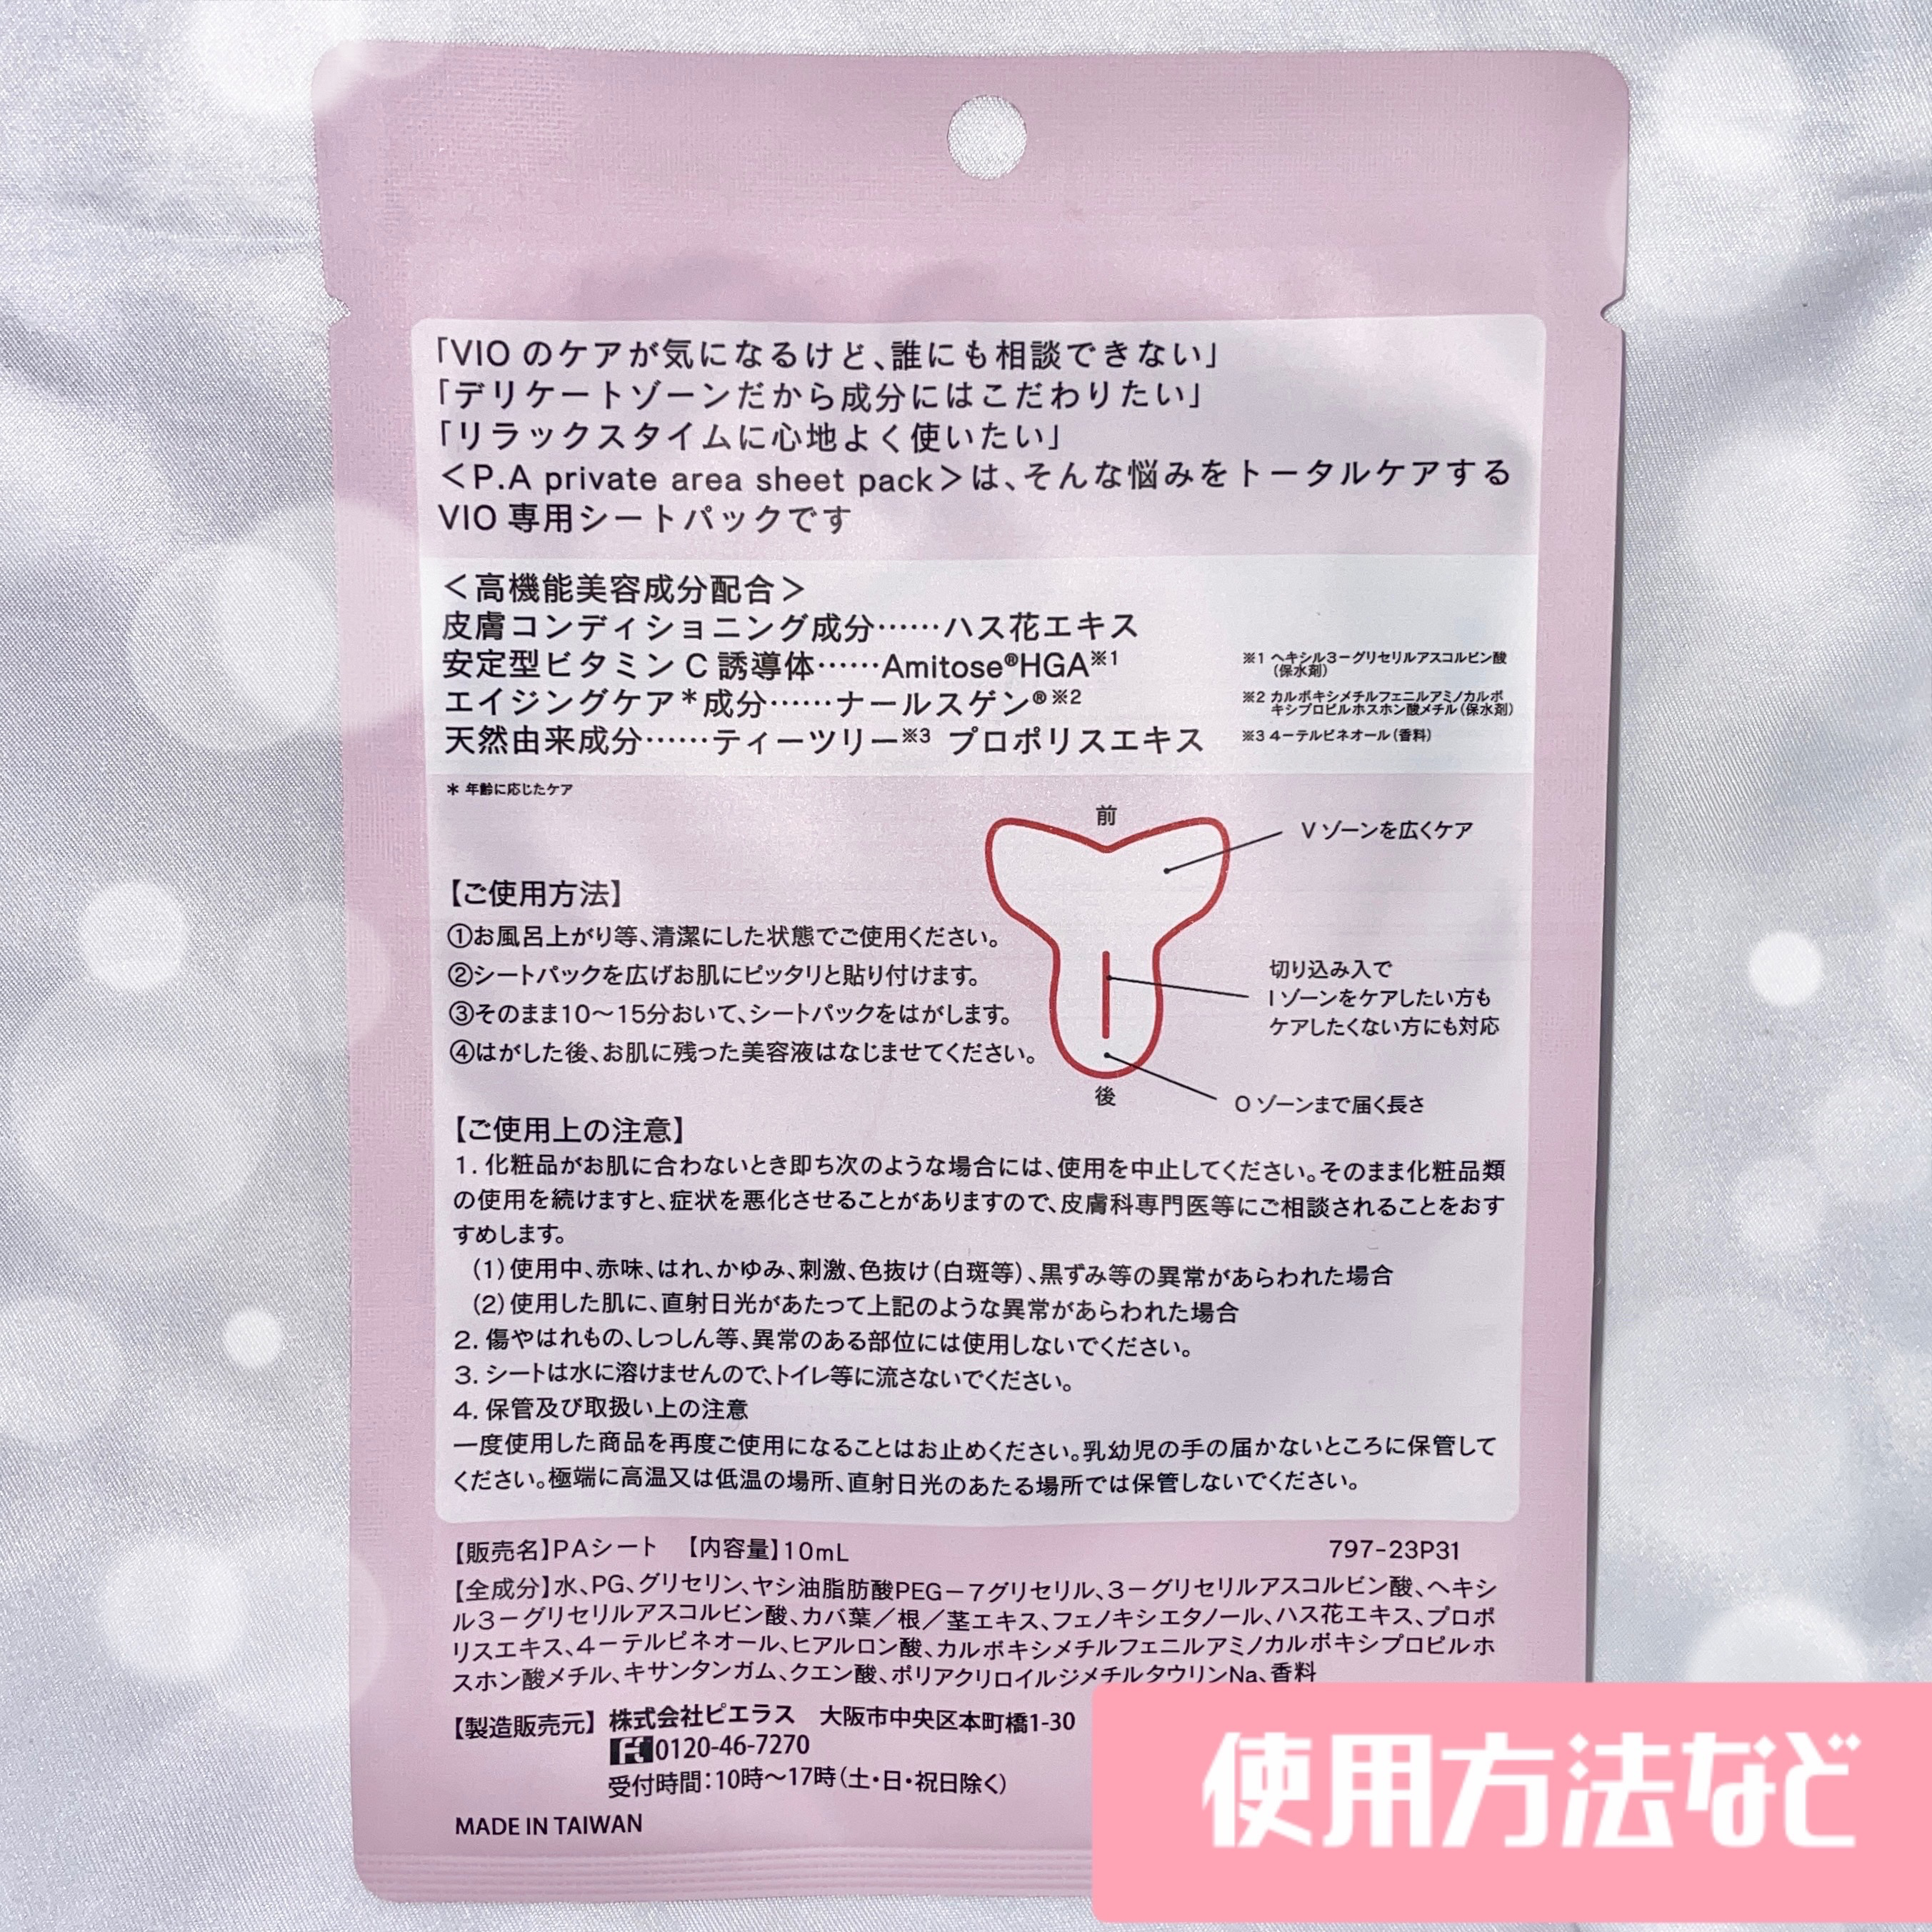 「VIO のケアが気になるけど、誰にも相談できない」
「デリケートゾーンだから成分にはこだわりたい」
「リラックスタイムに心地よく使いたい」
＜P.A private area sheet pack＞は、そんな悩みをトータルケアする
VIO 専用シートパックです
＜高機能美容成分配合＞
皮膚コンディショニング成分……ハス花エキス
安定型ビタミン C 誘導体……Amitose®HGA※1
エイジングケア＊成分……ナールスゲン®※2
天然由来成分……ティーツリー※3 プロポリスエキス
※1 ヘキシル3－グリセリルアスコルビン酸
（保水剤）
※2 カルボキシメチルフェニルアミノカルボ
キシプロピルホスホン酸メチル（保水剤）
※3 4－テルピネオール（香料）
＊ 年齢に応じたケア
前
V ゾーンを広くケア
切り込み入で
I ゾーンをケアしたい方も
ケアしたくない方にも対応
O ゾーンまで届く長さ
後
【ご使用方法】
①お風呂上がり等、清潔にした状態でご使用ください。
②シートパックを広げお肌にピッタリと貼り付けます。
③そのまま10～15分おいて、シートパックをはがします。
④はがした後、お肌に残った美容液はなじませてください。
【ご使用上の注意】
1. 化粧品がお肌に合わないとき即ち次のような場合には、使用を中止してください。そのまま化粧品類
の使用を続けますと、症状を悪化させることがありますので、皮膚科専門医等にご相談されることをおす
すめします。
（1）使用中、赤味、はれ、かゆみ、刺激、色抜け（白斑等）、黒ずみ等の異常があらわれた場合
（2）使用した肌に、直射日光があたって上記のような異常があらわれた場合
2. 傷やはれもの、しっしん等、異常のある部位には使用しないでください。
3. シートは水に溶けませんので、トイレ等に流さないでください。
4. 保管及び取扱い上の注意
一度使用した商品を再度ご使用になることはお止めください。乳幼児の手の届かないところに保管して
ください。極端に高温又は低温の場所、直射日光のあたる場所では保管しないでください。
【販売名】PAシート 【内容量】10mL 797-23P31
【全成分】水、PG、グリセリン、ヤシ油脂肪酸PEG－7グリセリル、3－グリセリルアスコルビン酸、ヘキシ
ル3－グリセリルアスコルビン酸、カバ葉／根／茎エキス、フェノキシエタノール、ハス花エキス、プロポ
リスエキス、4－テルピネオール、ヒアルロン酸、カルボキシメチルフェニルアミノカルボキシプロピルホ
スホン酸メチル、キサンタンガム、クエン酸、ポリアクリロイルジメチルタウリンNa、香料
【製造販売元】株式会社ピエラス 大阪市中央区本町橋1-30
0120-46-7270
受付時間：10時～17時（土・日・祝日除く）
MADE IN TAIWAN
使用方法など